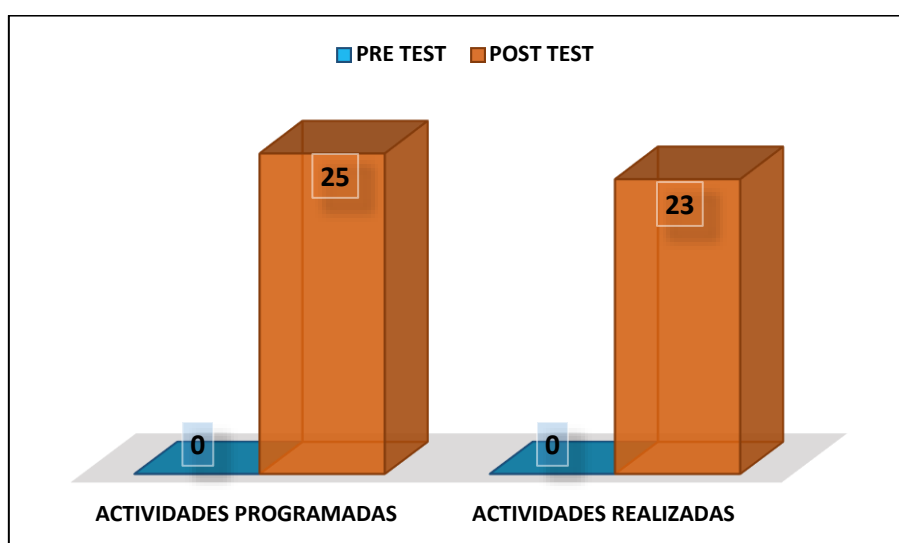 PRE TEST POST TEST
25
23
0
0
ACTIVIDADES PROGRAMADAS
ACTIVIDADES REALIZADAS